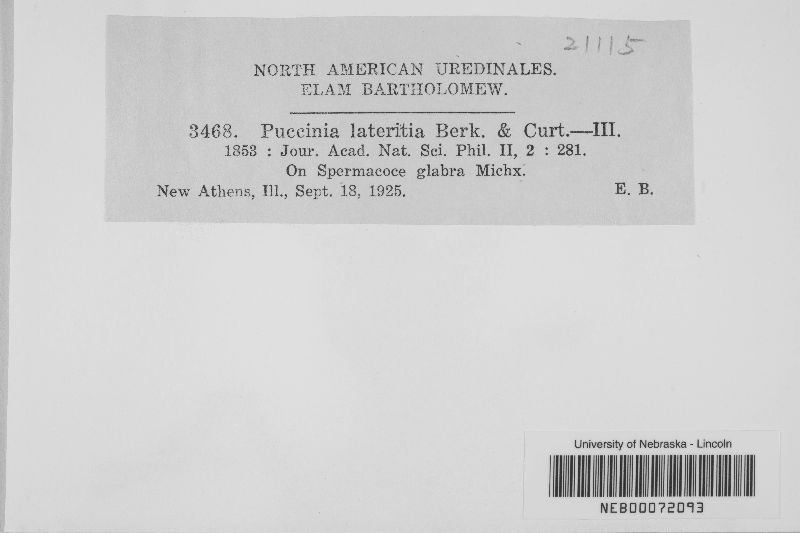 21115
NORTH AMERICAN UREDINALES.
ELAM BARTHOLOMEW.
3468. Puccinia lateritia Berk. & Curt.—III.
1853 : Jour. Acad. Nat. Sci. Phil. II, 2 : 281.
On Spermacoce glabra Michx.
New Athens, Ill., Sept. 18, 1925. E. B.
University of Nebraska - Lincoln
NEB00072093